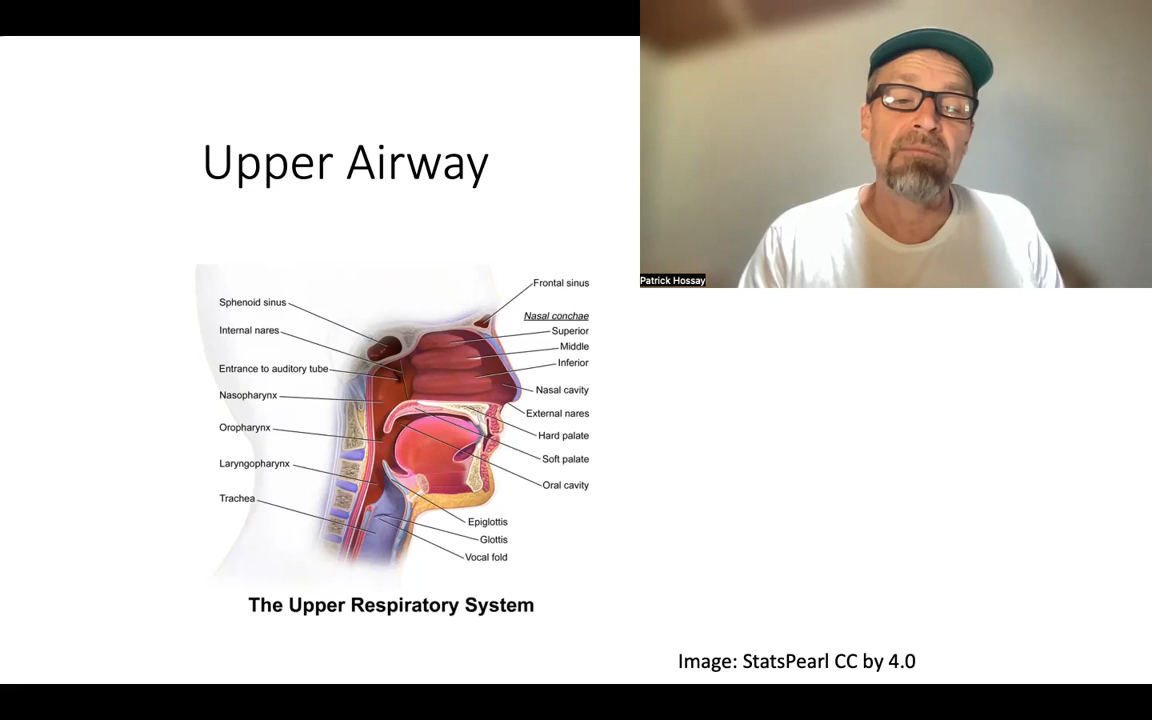 Upper Airway
Patrick Hossay
Sphenoid sinus
Internal nares
Entrance to auditory tube
Nasopharynx
Oropharynx
Laryngopharynx
Trachea
Frontal sinus
Nasal conchae
Superior
Middle
Inferior
Nasal cavity
External nares
Hard palate
Soft palate
Oral cavity
Epiglottis
Glottis
Vocal fold
The Upper Respiratory System
Image: StatsPearl CC by 4.0